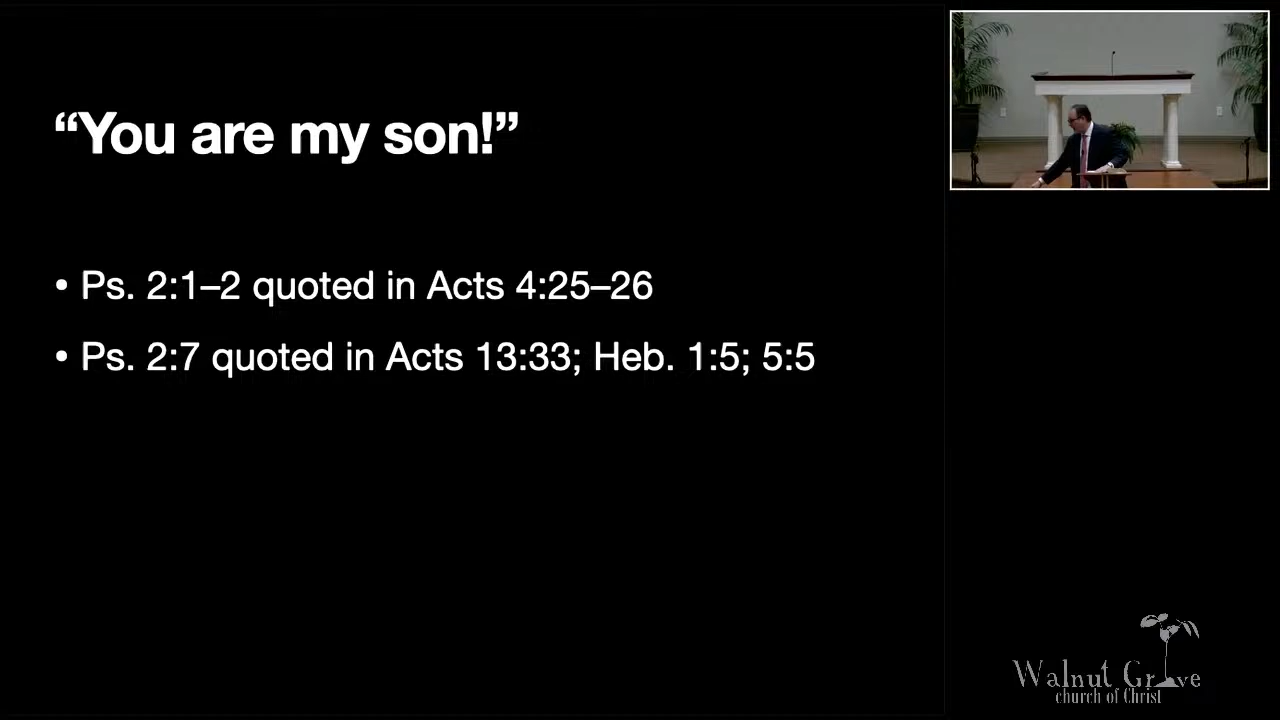 “You are my son!”
• Ps. 2:1–2 quoted in Acts 4:25–26
• Ps. 2:7 quoted in Acts 13:33; Heb. 1:5; 5:5
Walnut Grove
church of Christ